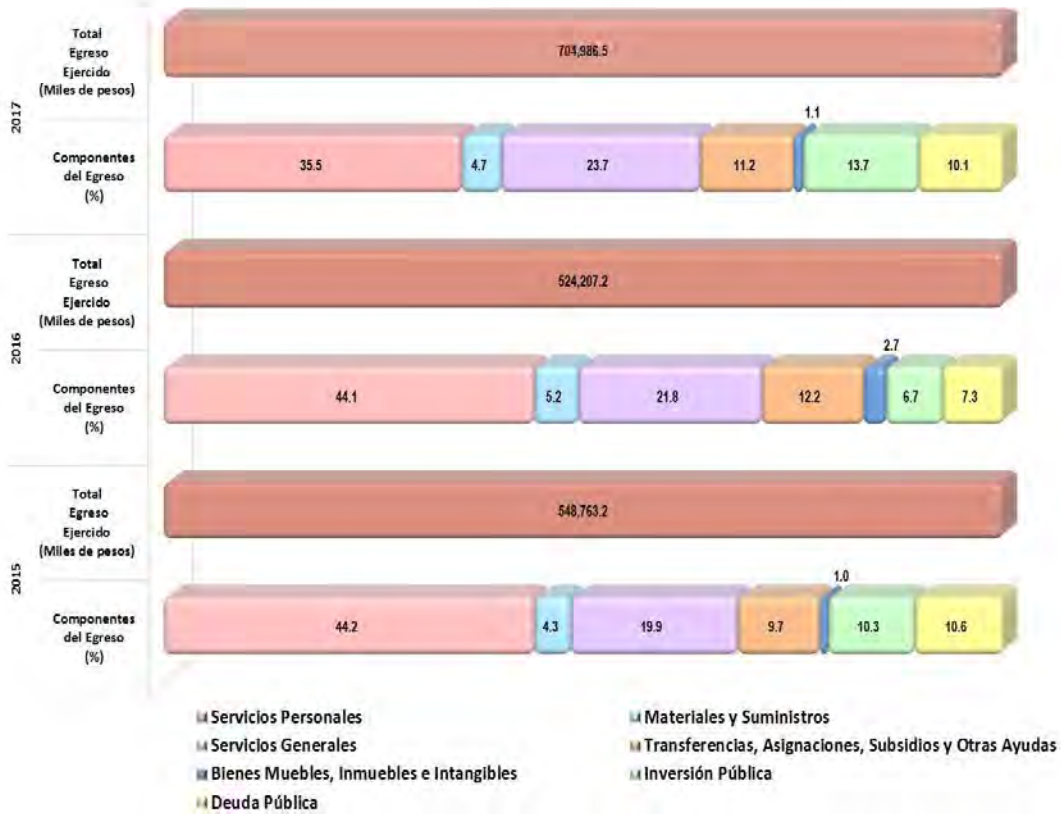 2017
Total
Egreso
Ejercido
(Miles de pesos)
704,986.5
Componentes
del Egreso
(%)
35.5
4.7
23.7
11.2
1.1
13.7
10.1
2016
Total
Egreso
Ejercido
(Miles de pesos)
524,207.2
Componentes
del Egreso
(%)
44.1
5.2
21.8
12.2
2.7
6.7
7.3
2015
Total
Egreso
Ejercido
(Miles de pesos)
548,763.2
Componentes
del Egreso
(%)
44.2
4.3
19.9
9.7
1.0
10.3
10.6
Servicios Personales
Materiales y Suministros
Servicios Generales
Transferencias, Asignaciones, Subsidios y Otras Ayudas
Bienes Muebles, Inmuebles e Intangibles
Inversión Pública
Deuda Pública